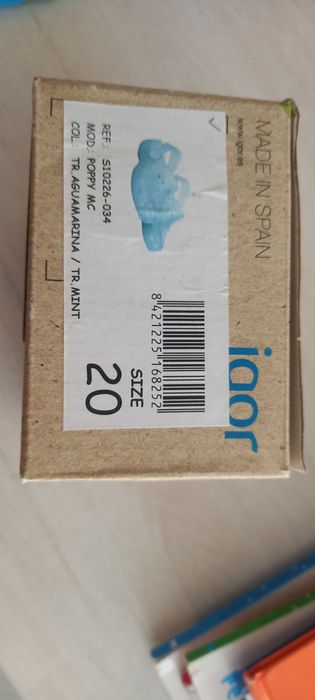 MADE IN SPAIN
www.igor.es
igor
REF.: S10226-034
MOD.: POPPY MC
COL.: TR.AGUAMARINA / TR.MINT
8 421225 168252
SIZE
20